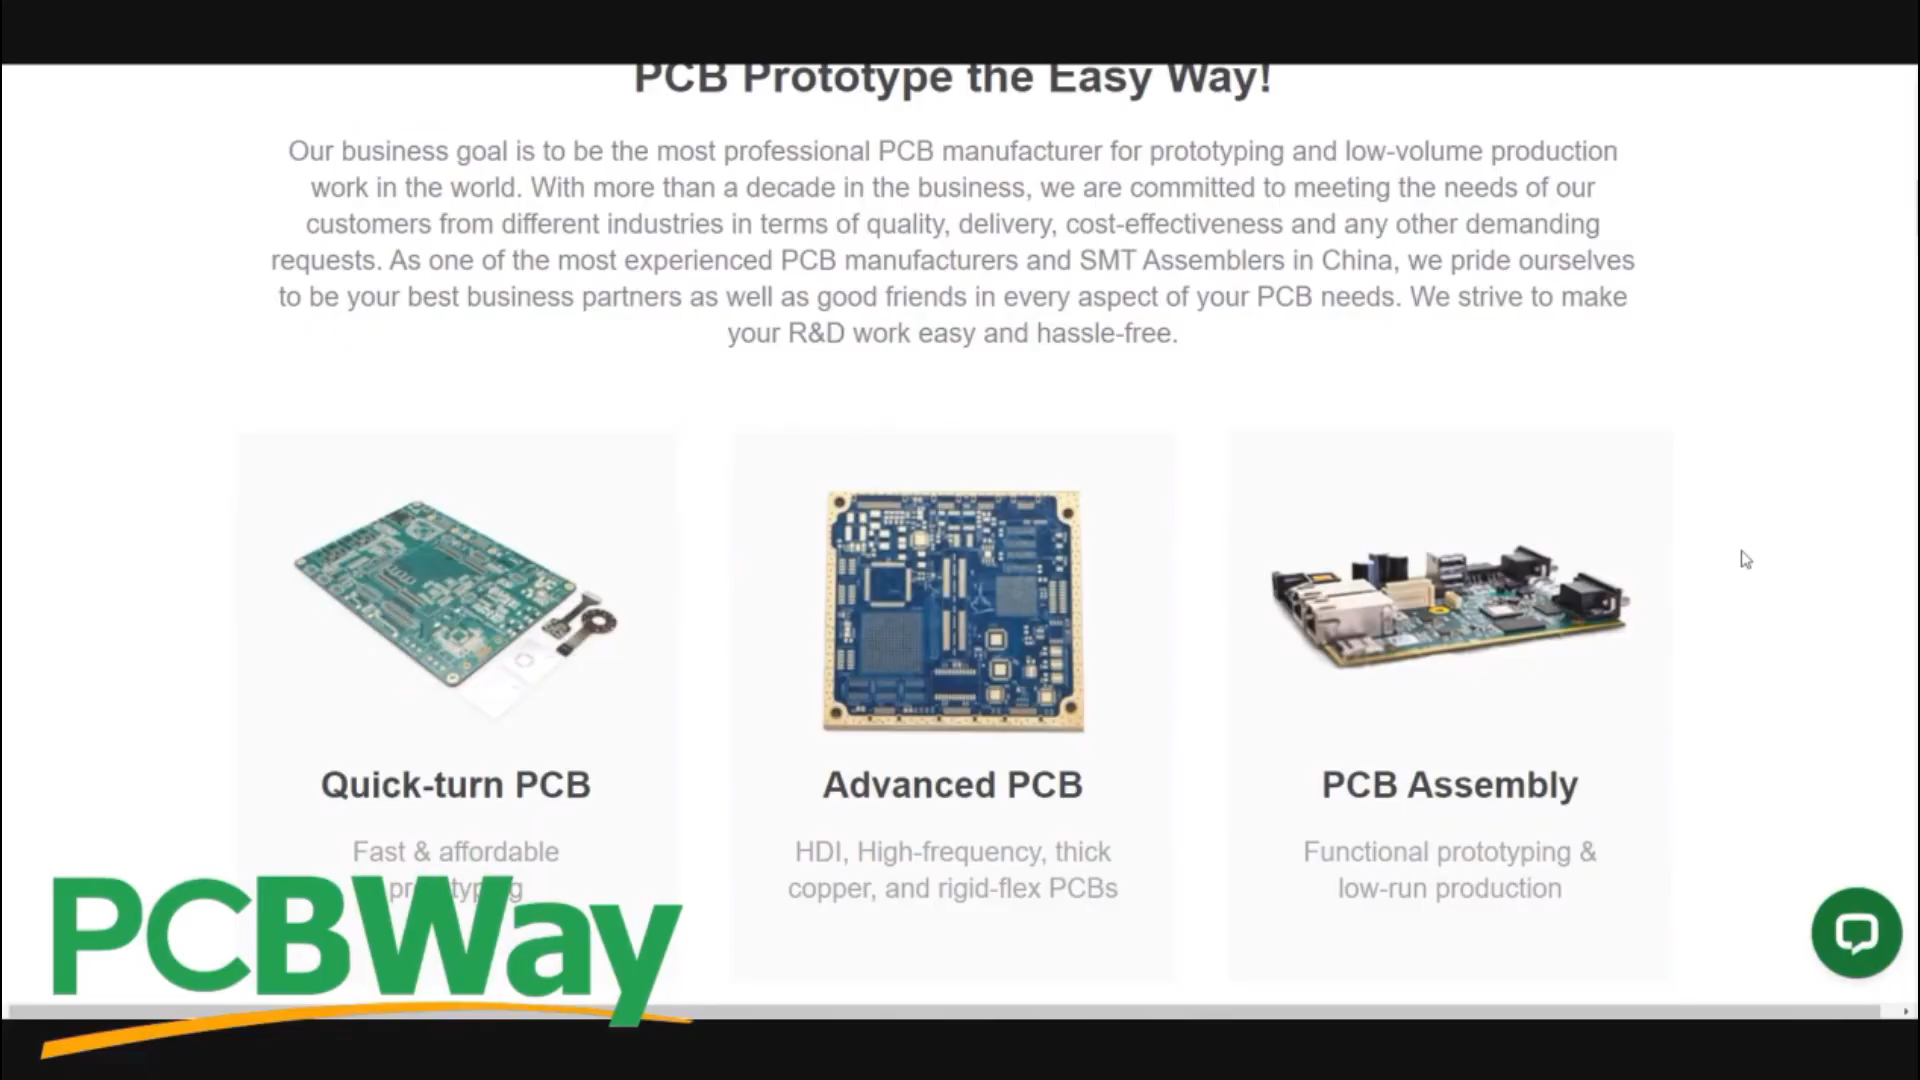 PCB Prototype the Easy Way!
Our business goal is to be the most professional PCB manufacturer for prototyping and low-volume production
work in the world. With more than a decade in the business, we are committed to meeting the needs of our
customers from different industries in terms of quality, delivery, cost-effectiveness and any other demanding
requests. As one of the most experienced PCB manufacturers and SMT Assemblers in China, we pride ourselves
to be your best business partners as well as good friends in every aspect of your PCB needs. We strive to make
your R&D work easy and hassle-free.
Quick-turn PCB
Fast & affordable
prototyping
Advanced PCB
HDI, High-frequency, thick
copper, and rigid-flex PCBs
PCB Assembly
Functional prototyping &
low-run production
PCBWay